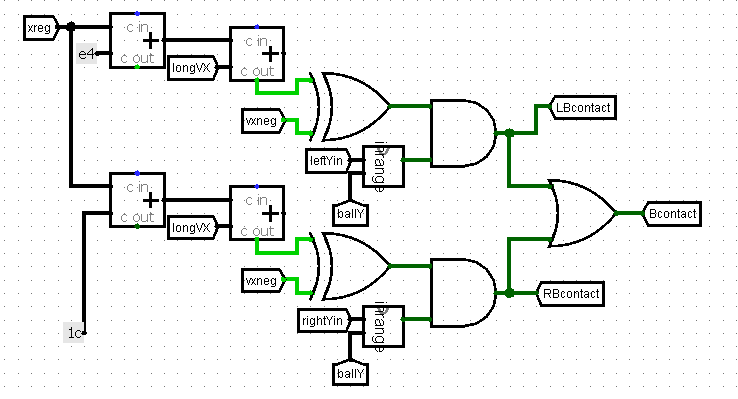 xreg
c in
+
c out
e4
longVX
c in
+
c out
vxneg
LBcontact
leftYin
inrange
ballY
c in
+
c out
longVX
c in
+
c out
Bcontact
vxneg
RBcontact
rightYin
inrange
1c
ballY